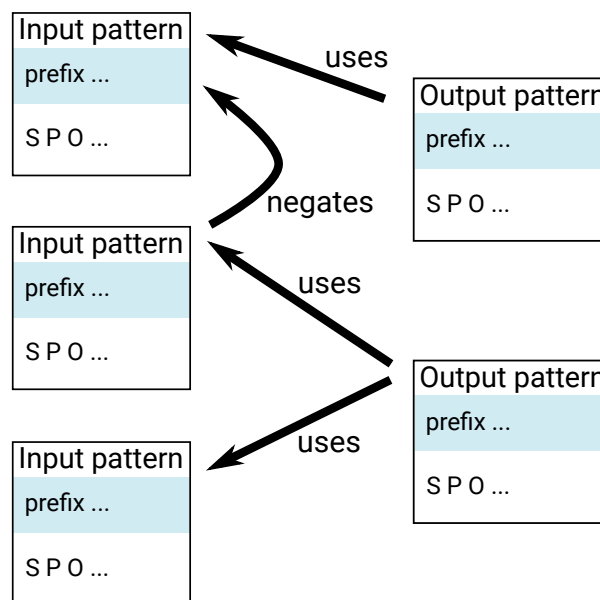 Input pattern
prefix ...
S P O ...
uses
Output pattern
prefix ...
S P O ...
negates
Input pattern
prefix ...
S P O ...
uses
Output pattern
prefix ...
S P O ...
uses
Input pattern
prefix ...
S P O ...